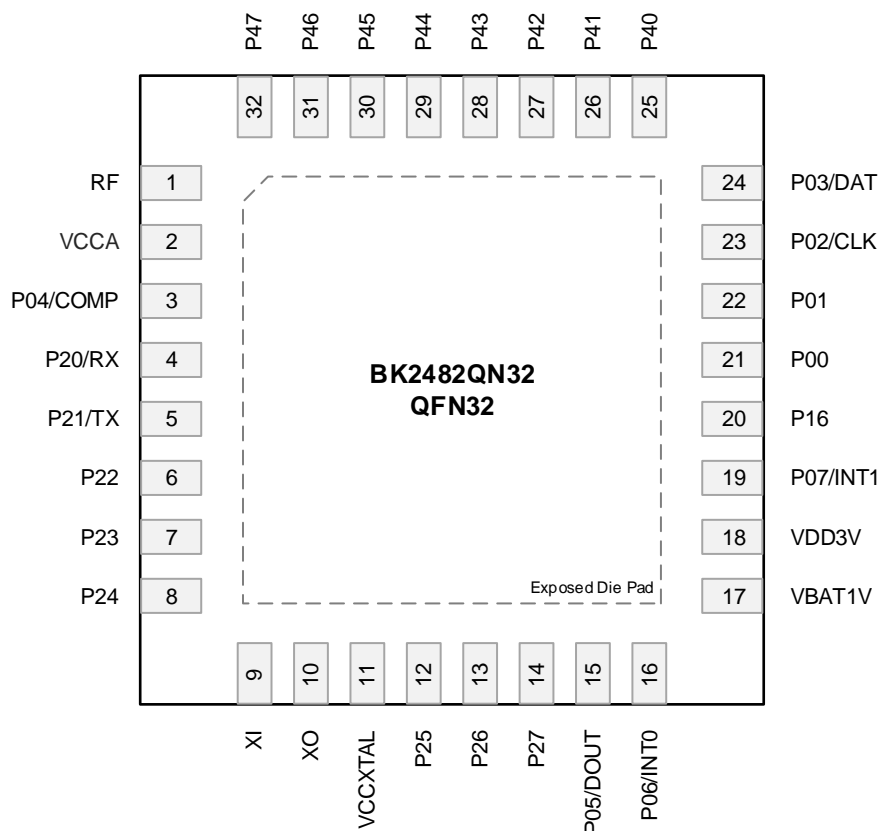 P47 P46 P45 P44 P43 P42 P41 P40
32 31 30 29 28 27 26 25
RF 1
VCCA 2
P04/COMP 3
P20/RX 4
P21/TX 5
P22 6
P23 7
P24 8
BK2482QN32
QFN32
Exposed Die Pad
24 P03/DAT
23 P02/CLK
22 P01
21 P00
20 P16
19 P07/INT1
18 VDD3V
17 VBAT1V
9 10 11 12 13 14 15 16
XI XO VCCXTAL P25 P26 P27 P05/DOUT P06/INT0